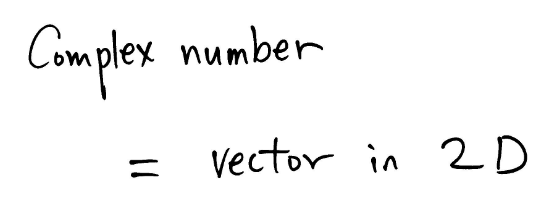 Complex number
= vector in 2D